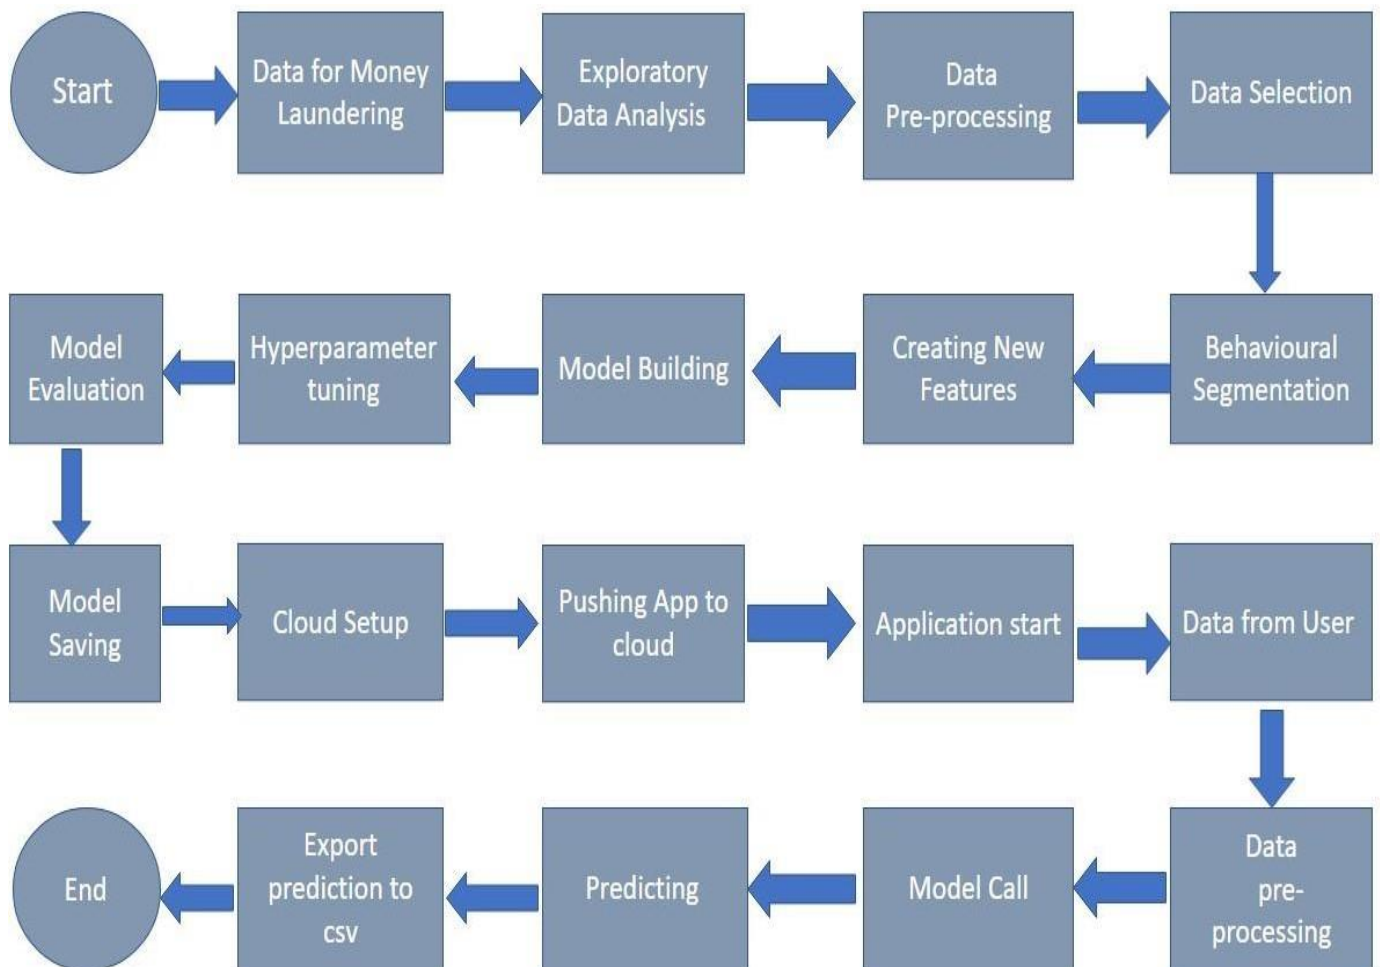 Start
Data for Money
Laundering
Exploratory
Data Analysis
Data
Pre-processing
Data Selection
Behavioural
Segmentation
Creating New
Features
Model Building
Hyperparameter
tuning
Model
Evaluation
Model
Saving
Cloud Setup
Pushing App to
cloud
Application start
Data from User
Data
pre-
processing
Model Call
Predicting
Export
prediction to
csv
End